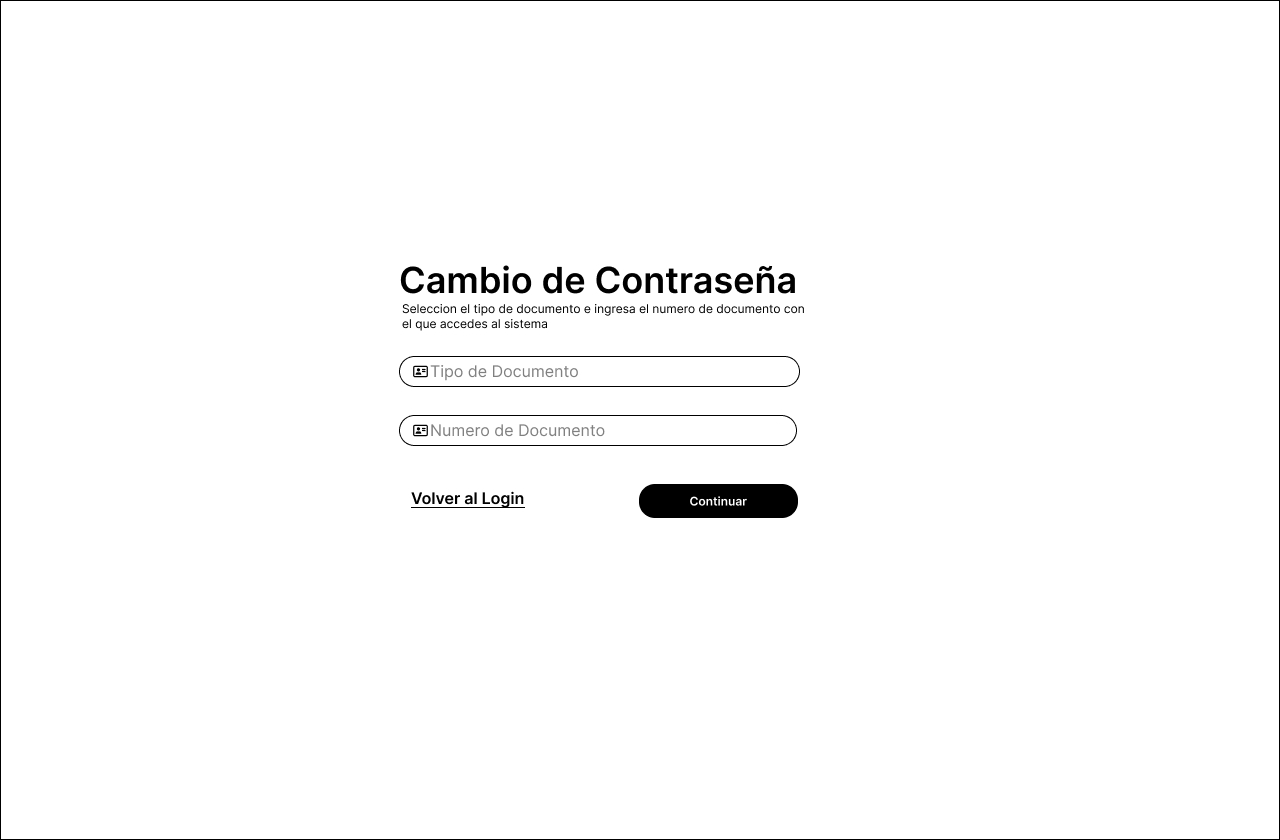 Cambio de Contraseña
Seleccion el tipo de documento e ingresa el numero de documento con
el que accedes al sistema
Tipo de Documento
Numero de Documento
Volver al Login
Continuar